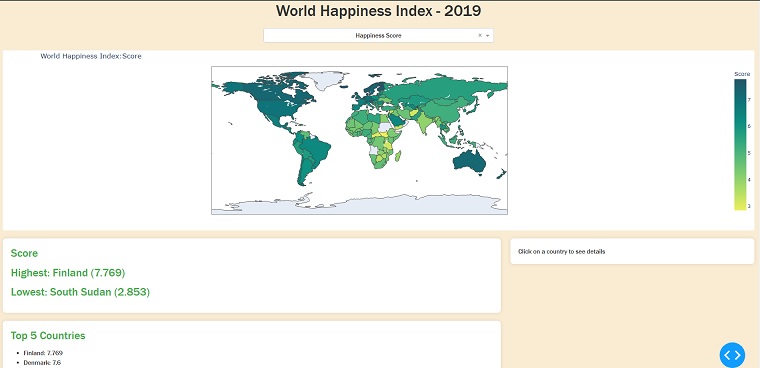 World Happiness Index - 2019
Happiness Score
World Happiness Index:Score
Score
7
6
5
4
3
Score
Highest: Finland (7.769)
Lowest: South Sudan (2.853)
Click on a country to see details
Top 5 Countries
Finland: 7.769
Denmark: 7.6